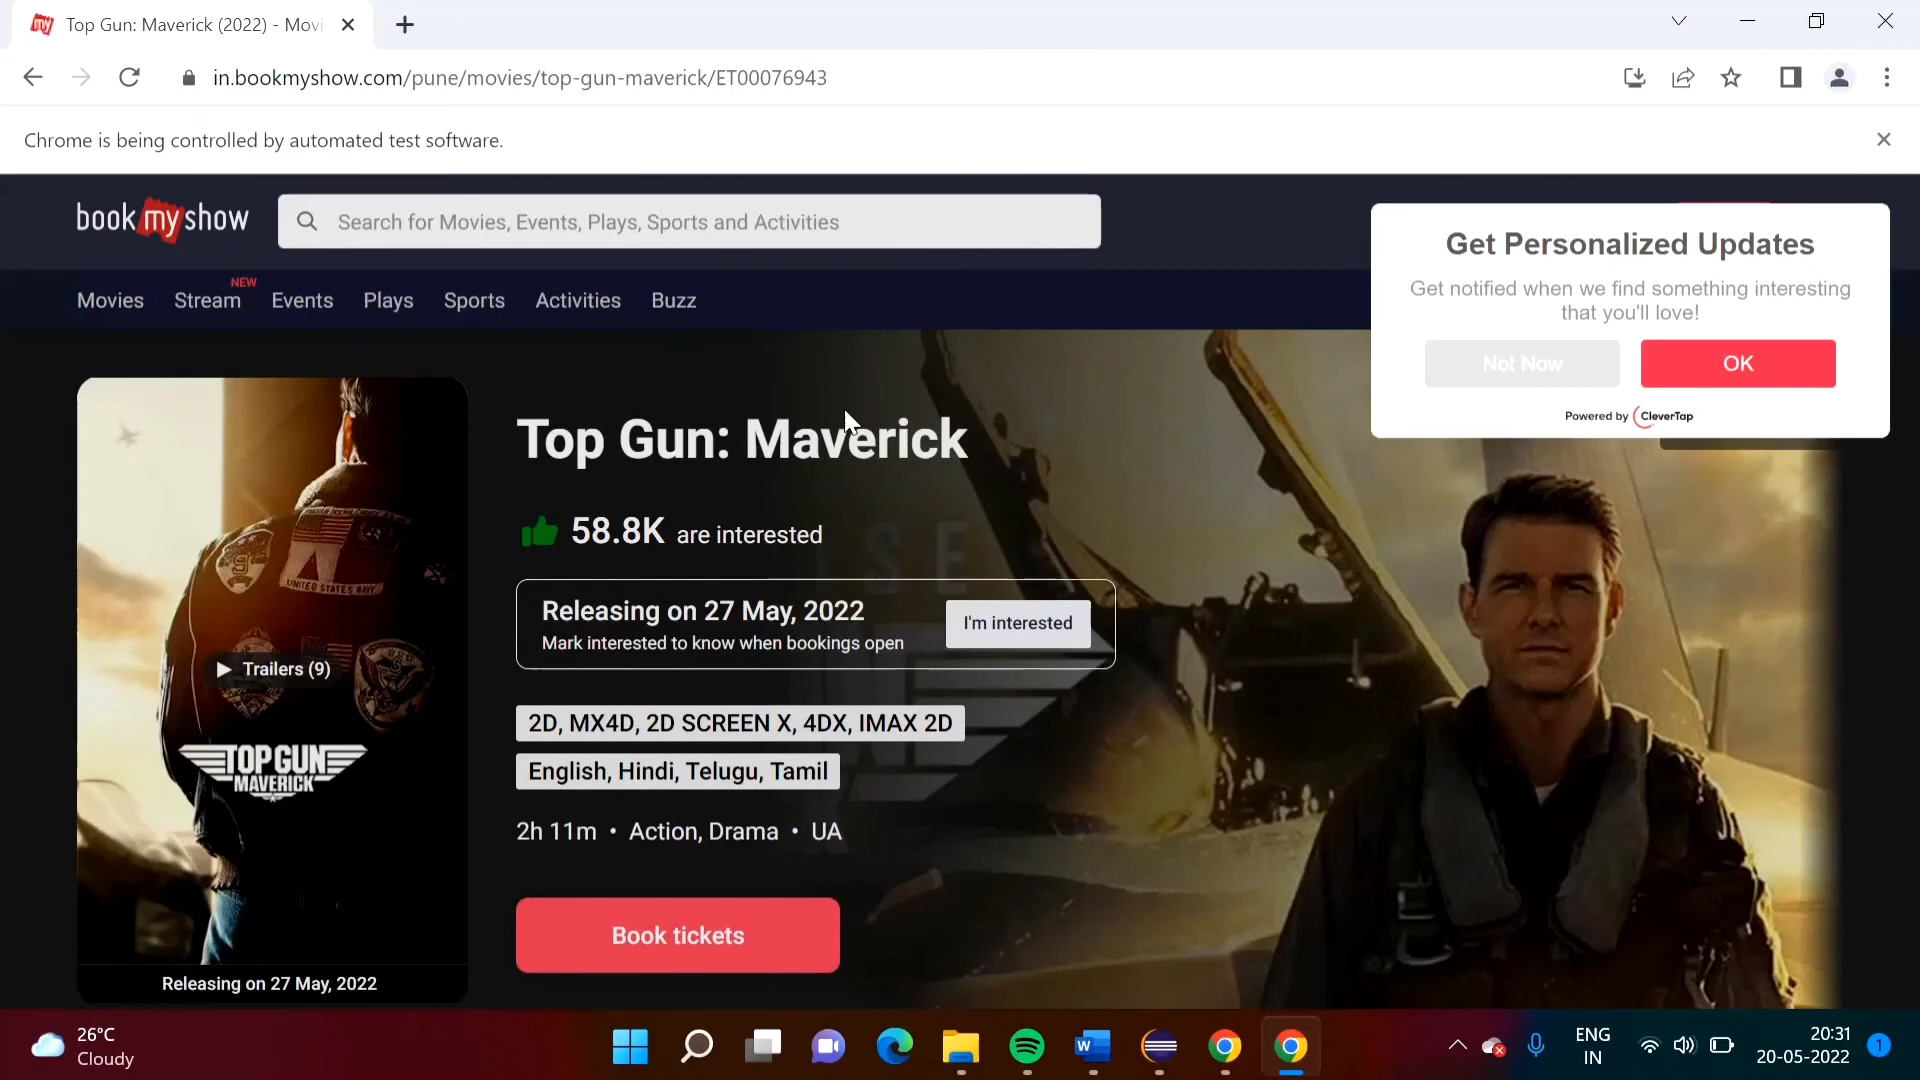 Top Gun: Maverick (2022) - Movi
in.bookmyshow.com/pune/movies/top-gun-maverick/ET00076943
Chrome is being controlled by automated test software.
book my show
Search for Movies, Events, Plays, Sports and Activities
Get Personalized Updates
Get notified when we find something interesting
that you'll love!
Not Now
OK
Powered by CleverTap
NEW
Movies Stream Events Plays Sports Activities Buzz
Top Gun: Maverick
58.8K are interested
Releasing on 27 May, 2022
Mark interested to know when bookings open
I'm interested
UNITED STATES NAVY
Trailers (9)
TOP GUN
MAVERICK
2D, MX4D, 2D SCREEN X, 4DX, IMAX 2D
English, Hindi, Telugu, Tamil
2h 11m • Action, Drama • UA
Book tickets
Releasing on 27 May, 2022
26°C
Cloudy
ENG
IN
20:31
20-05-2022
1